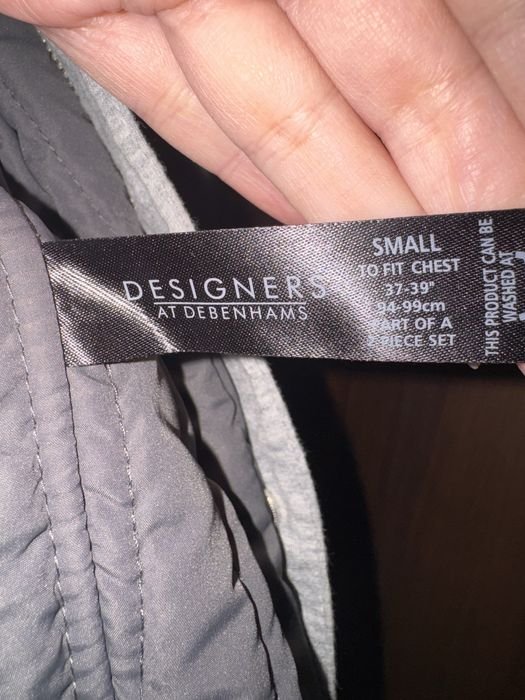 DESIGNERS
AT DEBENHAMS
SMALL
TO FIT CHEST
37-39"
94-99cm
PART OF A
PIECE SET
THIS PRODUCT CAN BE
WASHED AT